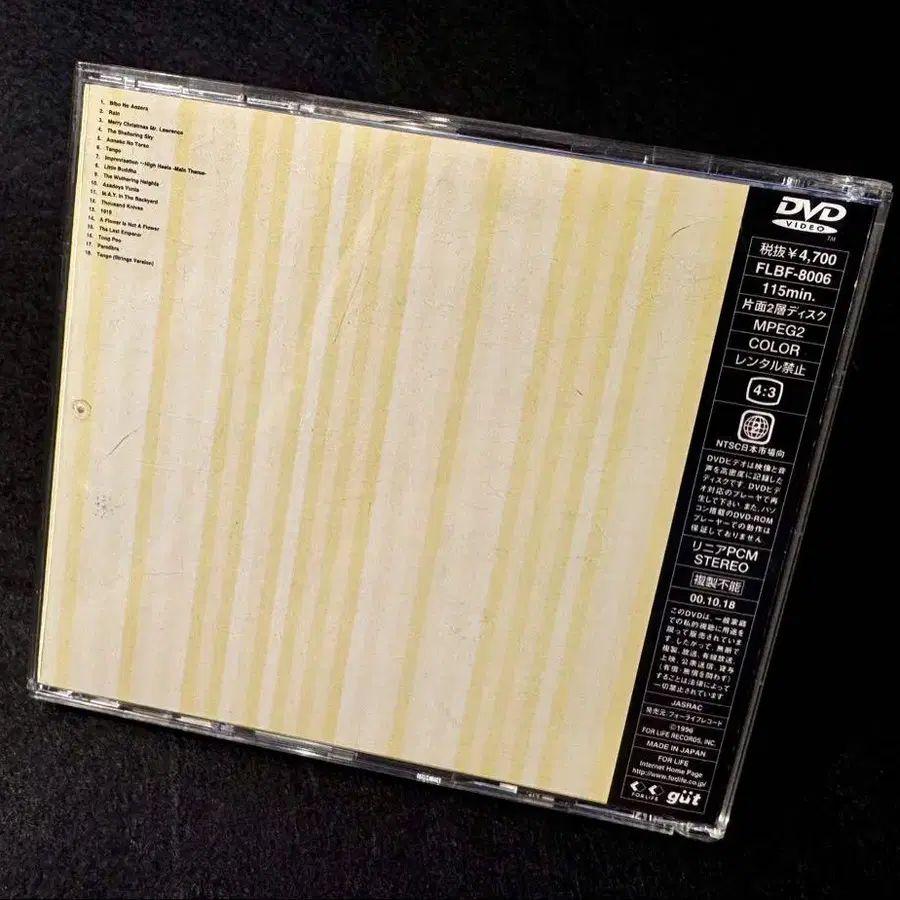 1. Bibo No Aozora
2. Rain
3. Merry Christmas Mr. Lawrence
4. The Sheltering Sky
5. Aoneko No Torso
6. Tango
7. Improvisation ~High Heels -Main Theme-
8. Little Buddha
9. The Wuthering Heights
10. Asadoya Yunta
11. M.A.Y. In The Backyard
12. Thousand Knives
13. 1919
14. A Flower Is Not A Flower
15. The Last Emperor
16. Tong Poo
17. Parolibre
18. Tango (Strings Version)
DVD
VIDEO
TM
税抜¥4,700
FLBF-8006
115min.
片面2層ディスク
MPEG2
COLOR
レンタル禁止
4:3
2
NTSC日本市場向
DVDビデオは映像と音
声を高密度に記録した
ディスクです。DVDビデ
オ対応のプレーヤで再
生して下さい。また、パソ
コン搭載のDVD-ROM
プレーヤーでの動作は
保証しておりません
リニアPCM
STEREO
複製不能
00.10.18
このDVDは、一般家庭
での私的視聴に用途を
限って販売されていま
す。したがって、無断で
複製、放送、有線放送、
上映、公衆送信、貸与
(有償・無償を問わず)
することは法律によって
一切禁止されています
JASRAC
発売元:フォーライフレコード
©1996
FOR LIFE RECORDS, INC.
MADE IN JAPAN
FOR LIFE
Internet Home Page
http://www.forlife.co.jp/
FOR LIFE
güt